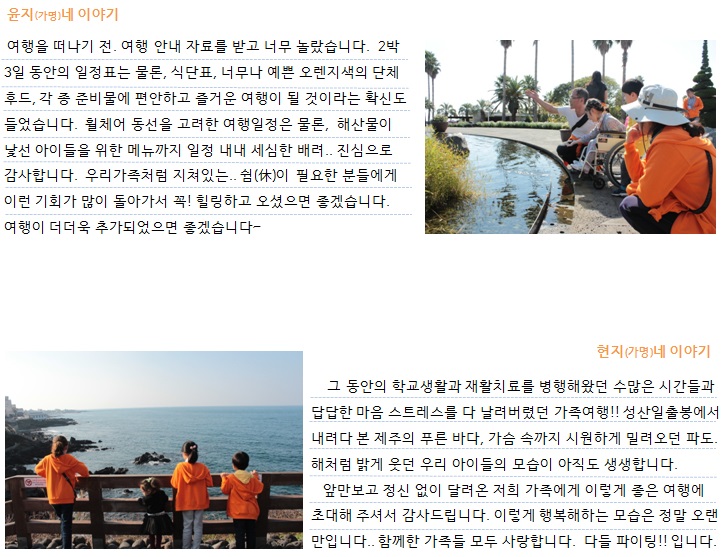 윤지(가명)네 이야기
여행을 떠나기 전. 여행 안내 자료를 받고 너무 놀랐습니다. 2박
3일 동안의 일정표는 물론, 식단표, 너무나 예쁜 오렌지색의 단체
후드, 각 종 준비물에 편안하고 즐거운 여행이 될 것이라는 확신도
들었습니다. 휠체어 동선을 고려한 여행일정은 물론, 해산물이
낯선 아이들을 위한 메뉴까지 일정 내내 세심한 배려.. 진심으로
감사합니다. 우리가족처럼 지쳐있는.. 쉼(休)이 필요한 분들에게
이런 기회가 많이 돌아가서 꼭! 힐링하고 오셨으면 좋겠습니다.
여행이 더더욱 추가되었으면 좋겠습니다~
현지(가명)네 이야기
그 동안의 학교생활과 재활치료를 병행해왔던 수많은 시간들과
답답한 마음 스트레스를 다 날려버렸던 가족여행!! 성산일출봉에서
내려다 본 제주의 푸른 바다, 가슴 속까지 시원하게 밀려오던 파도.
해처럼 밝게 웃던 우리 아이들의 모습이 아직도 생생합니다.
앞만보고 정신 없이 달려온 저희 가족에게 이렇게 좋은 여행에
초대해 주셔서 감사드립니다. 이렇게 행복해하는 모습은 정말 오랜
만입니다.. 함께한 가족들 모두 사랑합니다. 다들 파이팅!! 입니다.